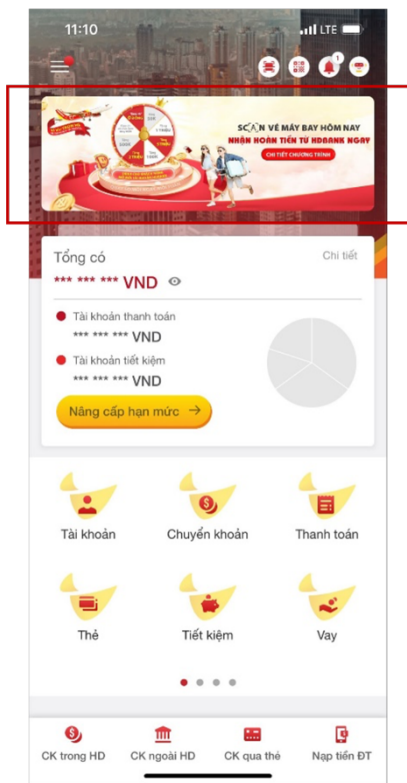 11:10
LTE
1
SCAN VÉ MÁY BAY HÔM NAY
NHẬN HOÀN TIỀN TỪ HDBANK NGAY
CHI TIẾT CHƯƠNG TRÌNH
Tổng có
Chi tiết
*** *** *** VND
Tài khoản thanh toán
*** *** *** VND
Tài khoản tiết kiệm
*** *** *** VND
Nâng cấp hạn mức →
Tài khoản
Chuyển khoản
Thanh toán
Thẻ
Tiết kiệm
Vay
CK trong HD
CK ngoài HD
CK qua thẻ
Nạp tiền ĐT